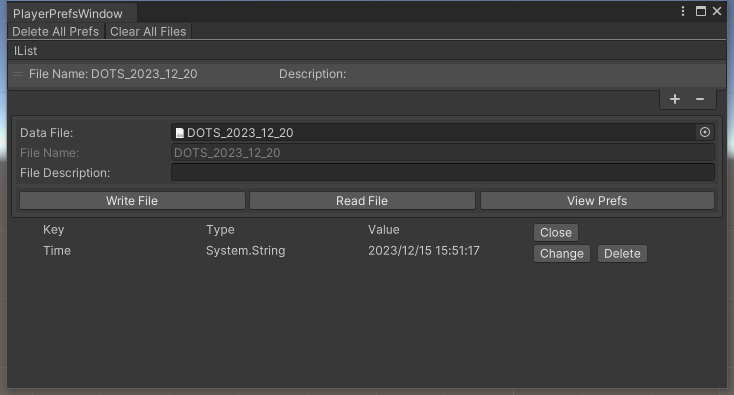 PlayerPrefsWindow
Delete All Prefs Clear All Files
IList
File Name: DOTS_2023_12_20 Description:
Data File: DOTS_2023_12_20
File Name: DOTS_2023_12_20
File Description:
Write File Read File View Prefs
Key Type Value Close
Time System.String 2023/12/15 15:51:17 Change Delete